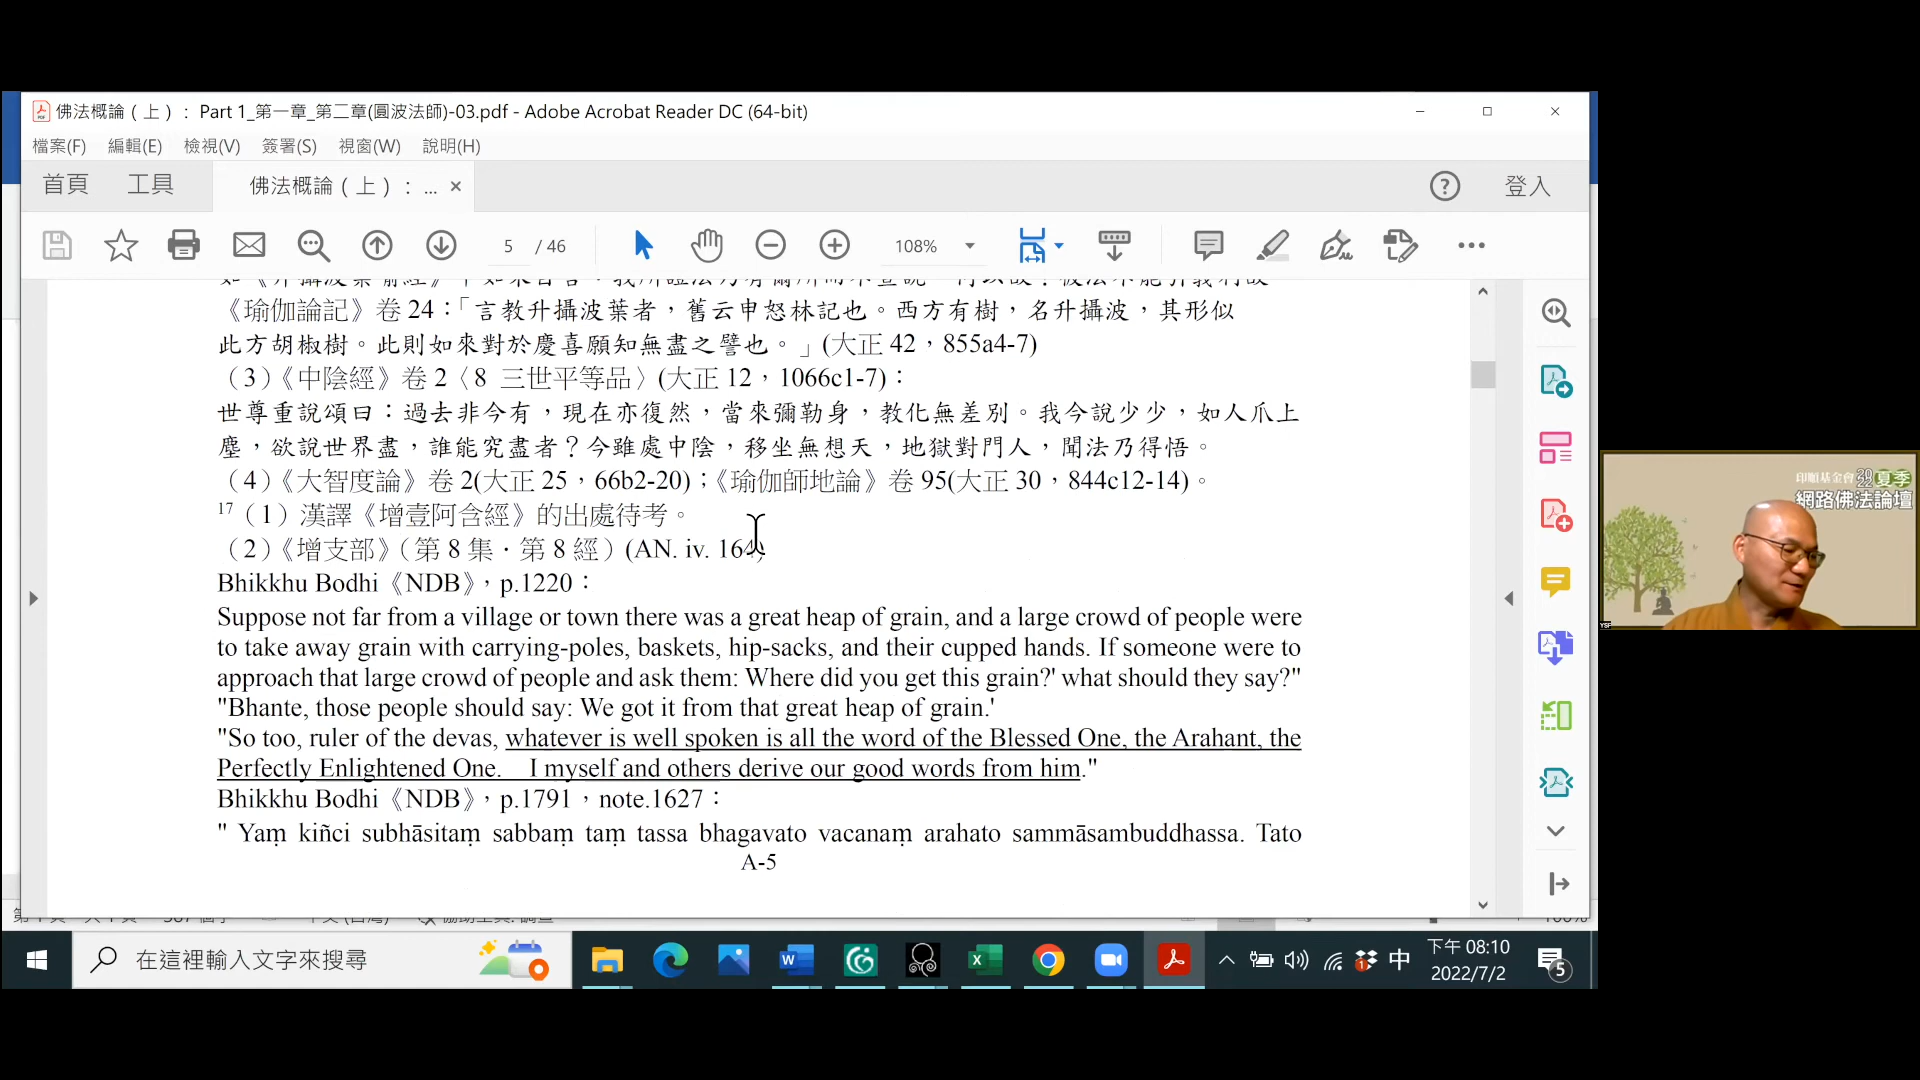 佛法概論（上）： Part 1_第一章_第二章(圓波法師)-03.pdf - Adobe Acrobat Reader DC (64-bit)
檔案(F) 編輯(E) 檢視(V) 簽署(S) 視窗(W) 說明(H)
首頁 工具 佛法概論（上）： ... 登入
5 / 46 108%
《瑜伽論記》卷 24：「言教升攝波葉者，舊云申怒林記也。西方有樹，名升攝波，其形似
此方胡椒樹。此則如來對於慶喜願知無盡之譬也。」(大正 42，855a4-7)
（3）《中陰經》卷 2〈8 三世平等品〉(大正 12，1066c1-7)：
世尊重說頌曰：過去非今有，現在亦復然，當來彌勒身，教化無差別。我今說少少，如人爪上
塵，欲說世界盡，誰能究盡者？今雖處中陰，移坐無想天，地獄對門人，聞法乃得悟。
（4）《大智度論》卷 2(大正 25，66b2-20)；《瑜伽師地論》卷 95(大正 30，844c12-14)。
17（1）漢譯《增壹阿含經》的出處待考。
（2）《增支部》（第 8 集．第 8 經）(AN. iv. 164)
Bhikkhu Bodhi《NDB》，p.1220：
Suppose not far from a village or town there was a great heap of grain, and a large crowd of people were
to take away grain with carrying-poles, baskets, hip-sacks, and their cupped hands. If someone were to
approach that large crowd of people and ask them: Where did you get this grain?' what should they say?"
"Bhante, those people should say: We got it from that great heap of grain.'
"So too, ruler of the devas, whatever is well spoken is all the word of the Blessed One, the Arahant, the
Perfectly Enlightened One. I myself and others derive our good words from him."
Bhikkhu Bodhi《NDB》，p.1791，note.1627：
" Yaṃ kiñci subhāsitaṃ sabbaṃ taṃ tassa bhagavato vacanaṃ arahato sammāsambuddhassa. Tato
A-5
在這裡輸入文字來搜尋
中
下午 08:10
2022/7/2
5
印順基金會 2022 夏季
網路佛法論壇
YSF